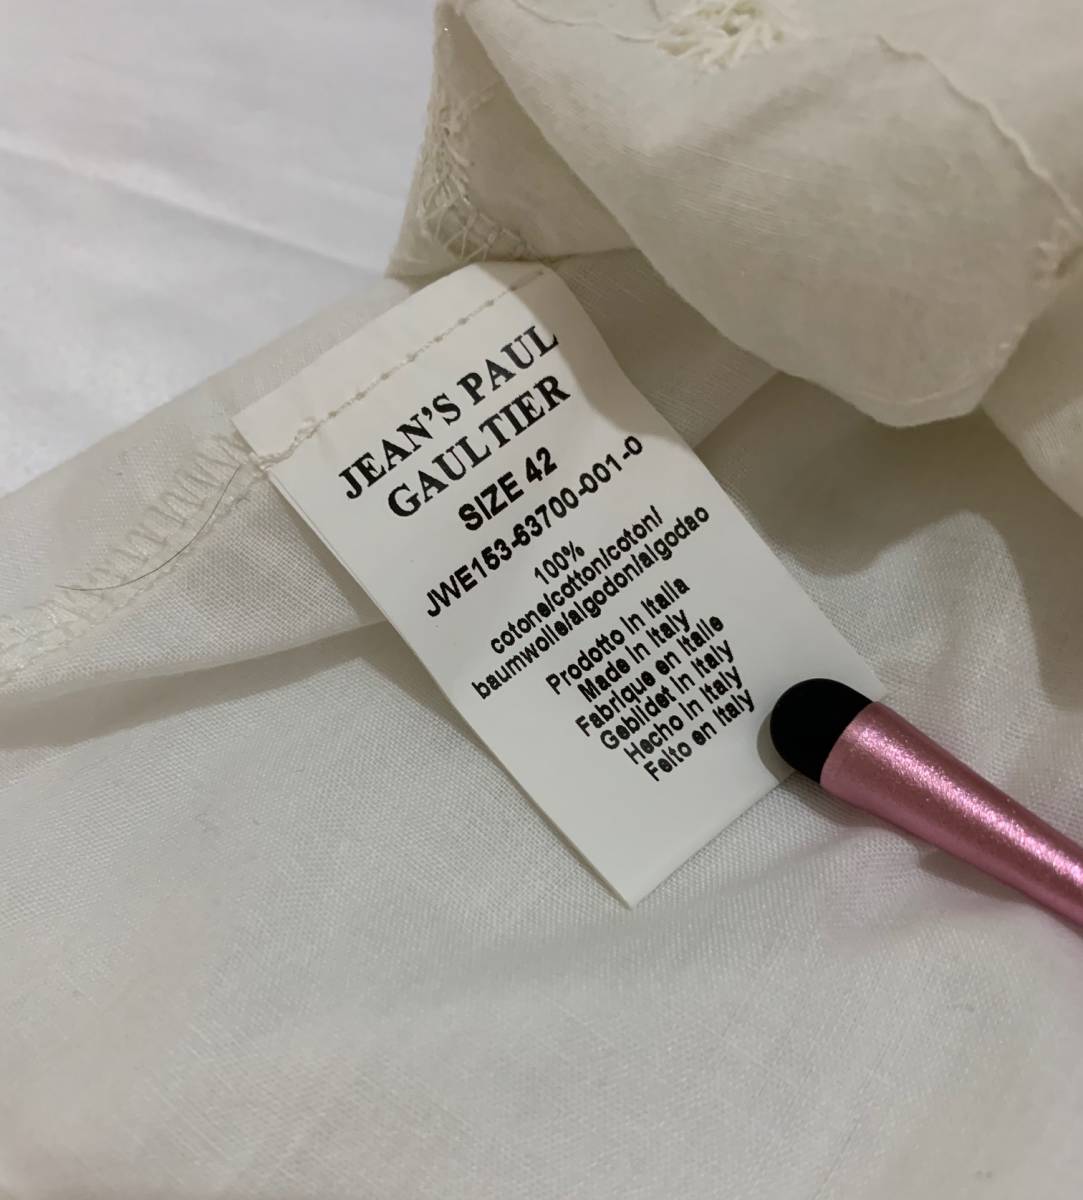 JEAN'S PAUL
GAULTIER
SIZE 42
JWE153-63700-001-0
100%
cotone/cotton/coton/
baumwolle/algodon/algodao
Prodotto in Italia
Made in Italy
Fabrique en Italie
Gebildet in Italy
Hecho in Italy
Feito en Italy